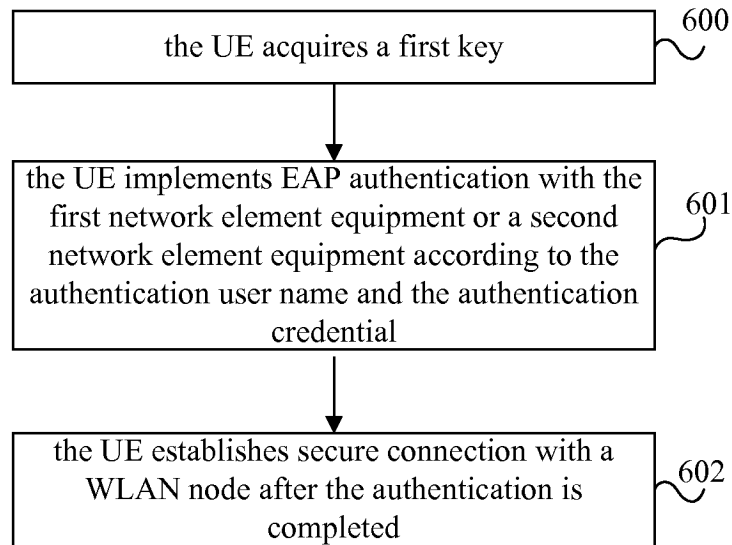 the UE acquires a first key
600
the UE implements EAP authentication with the
first network element equipment or a second
network element equipment according to the
authentication user name and the authentication
credential
601
the UE establishes secure connection with a
WLAN node after the authentication is
completed
602